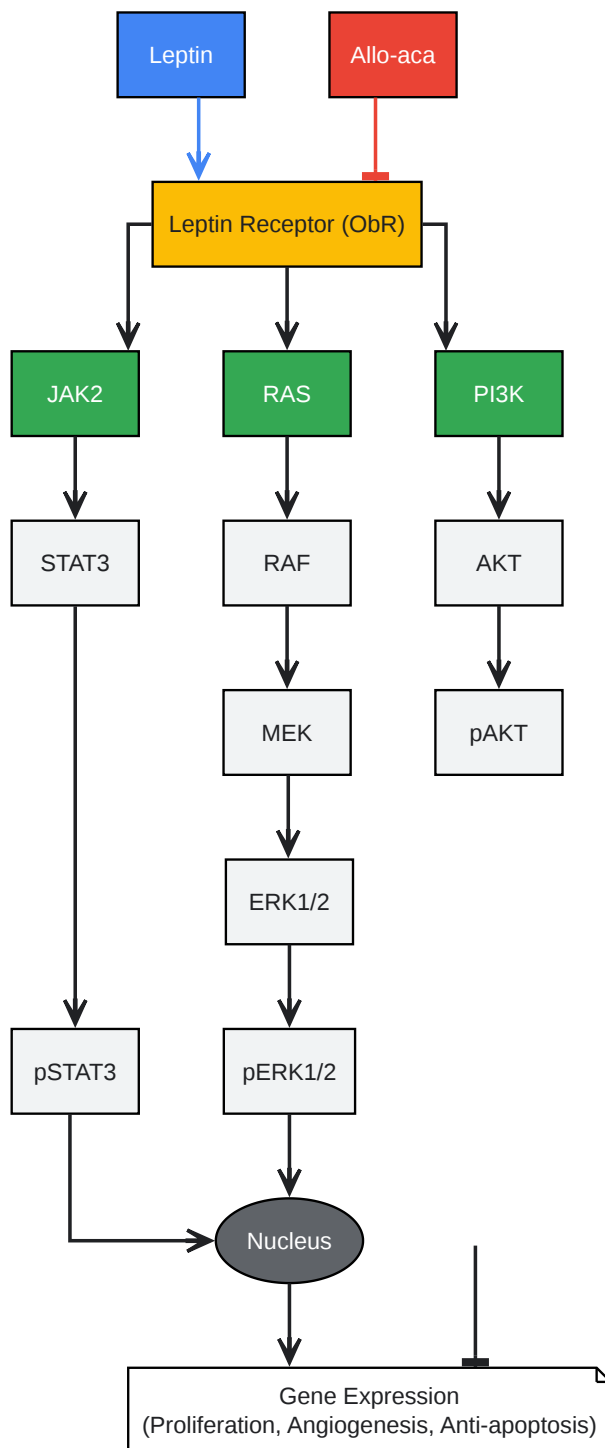 Leptin
Allo-aca
Leptin Receptor (ObR)
JAK2
RAS
PI3K
STAT3
RAF
AKT
MEK
pAKT
ERK1/2
pSTAT3
pERK1/2
Nucleus
Gene Expression
(Proliferation, Angiogenesis, Anti-apoptosis)